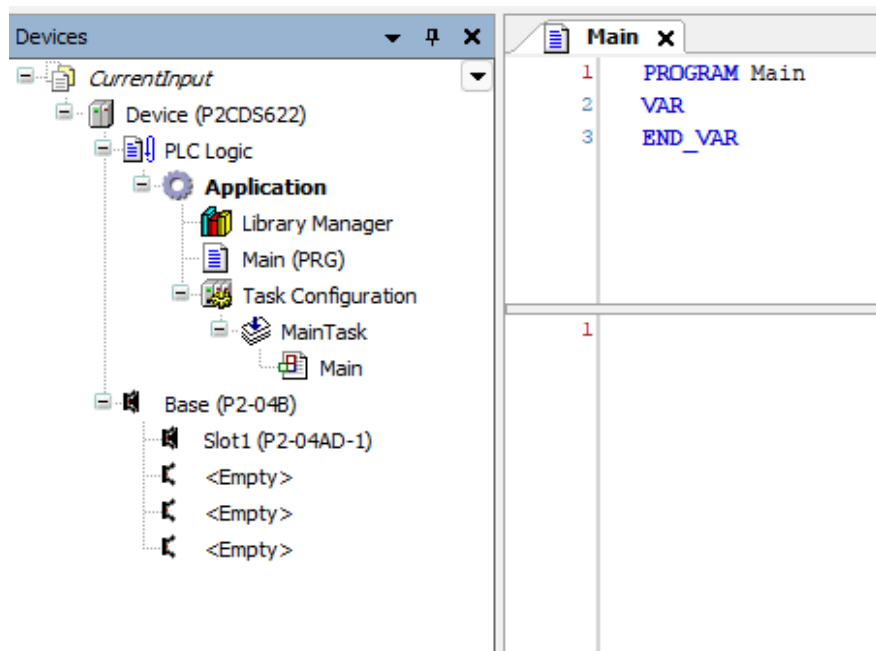 Devices
CurrentInput
Device (P2CDS622)
PLC Logic
Application
Library Manager
Main (PRG)
Task Configuration
MainTask
Main
Base (P2-04B)
Slot1 (P2-04AD-1)
<Empty>
<Empty>
<Empty>
Main
1 PROGRAM Main
2 VAR
3 END_VAR
1